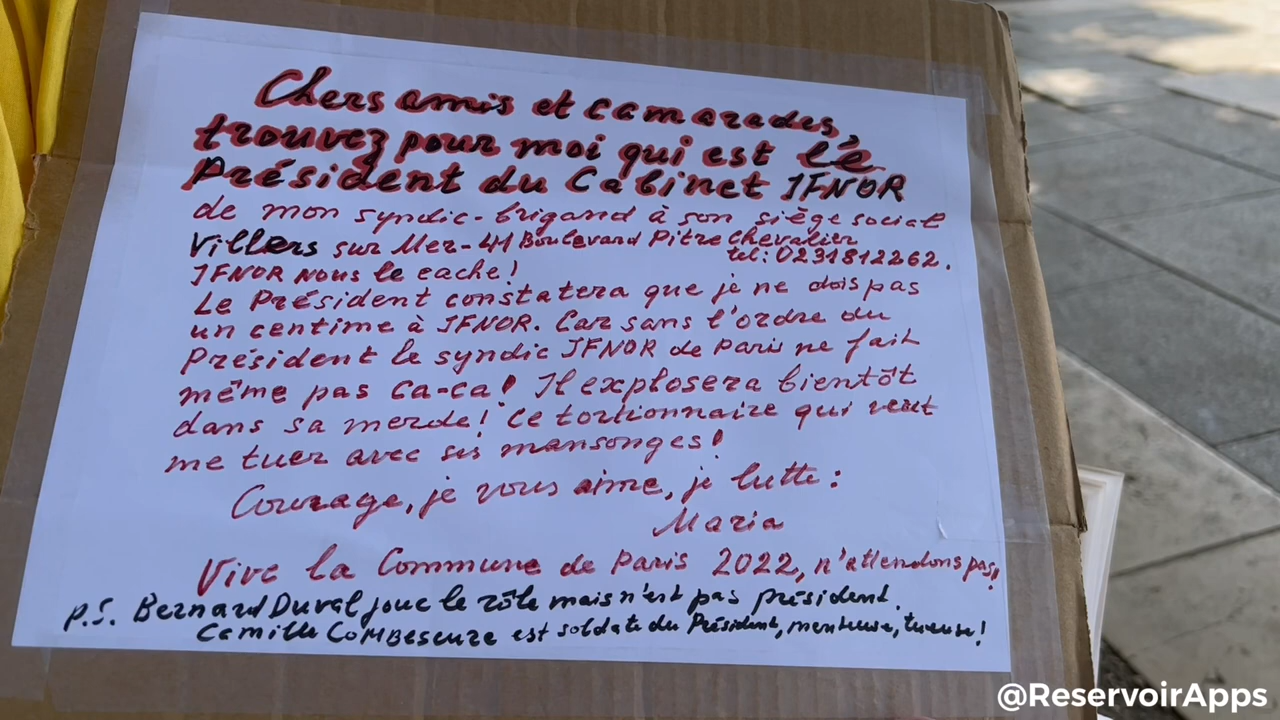 Chers amis et camarades,
trouvez pour moi qui est le
Président du Cabinet IFNOR
de mon syndic-brigand à son siège social
Villers sur Mer-41 Boulevard Pitre Chevalier
tel: 0231812262.
IFNOR nous le cache!
Le Président constatera que je ne dois pas
un centime à IFNOR. Car sans l'ordre du
Président le syndic IFNOR de Paris ne fait
même pas ca-ca! Il explosera bientôt
dans sa merde! Ce tortionnaire qui veut
me tuer avec ses mansonges!
Courage, je vous aime, je lutte:
Maria
Vive la Commune de Paris 2022, n'attendons pas!
P.S. Bernard Duval joue le rôle mais n'est pas président.
Camille COMBESCURE est soldate du Président, menteuse, tueuse!
@ReservoirApps